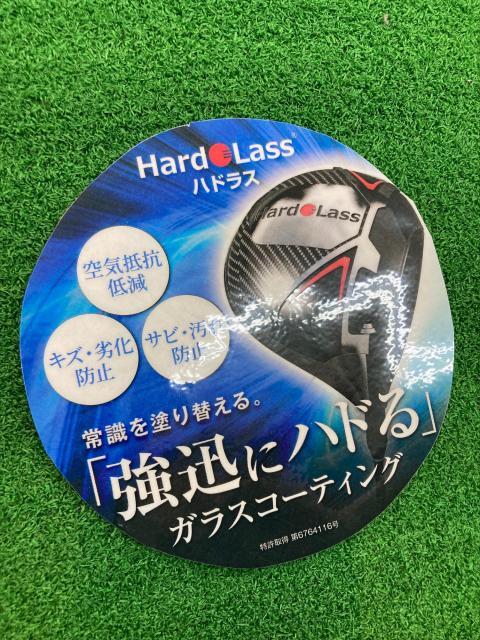 Hard Lass®
ハドラス
Hard Lass
空気抵抗
低減
キズ・劣化
防止
サビ・汚れ
防止
常識を塗り替える。
「強迅にハドる」
ガラスコーティング
特許取得 第6764116号